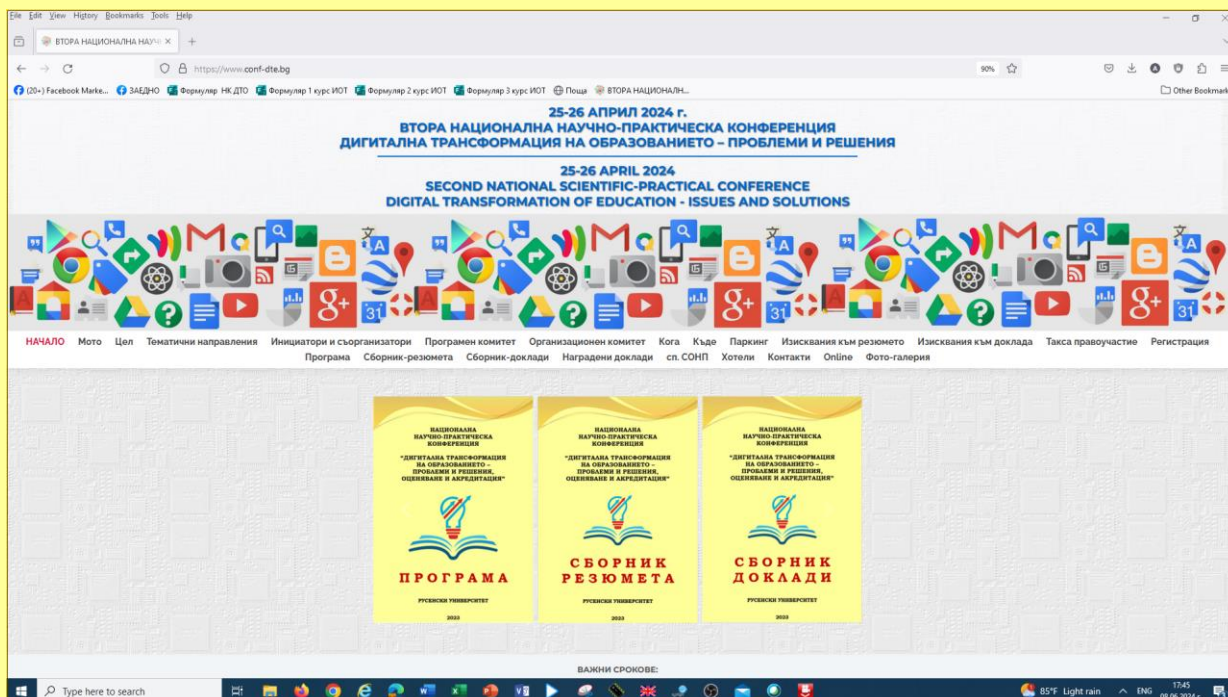 File Edit View History Bookmarks Tools Help
ВТОРА НАЦИОНАЛНА НАУЧ
https://www.conf-dte.bg
90%
(20+) Facebook Marke... ЗАЕДНО Формуляр НК ДТО Формуляр 1 курс ИОТ Формуляр 2 курс ИОТ Формуляр 3 курс ИОТ Поща ВТОРА НАЦИОНАЛН... Other Bookmark
25-26 АПРИЛ 2024 г.
ВТОРА НАЦИОНАЛНА НАУЧНО-ПРАКТИЧЕСКА КОНФЕРЕНЦИЯ
ДИГИТАЛНА ТРАНСФОРМАЦИЯ НА ОБРАЗОВАНИЕТО – ПРОБЛЕМИ И РЕШЕНИЯ
25-26 APRIL 2024
SECOND NATIONAL SCIENTIFIC-PRACTICAL CONFERENCE
DIGITAL TRANSFORMATION OF EDUCATION - ISSUES AND SOLUTIONS
НАЧАЛО Мото Цел Тематични направления Инициатори и съорганизатори Програмен комитет Организационен комитет Кога Къде Паркинг Изисквания към резюмето Изисквания към доклада Такса правоучастие Регистрация
Програма Сборник-резюмета Сборник-доклади Наградени доклади сп. СОНП Хотели Контакти Online Фото-галерия
НАЦИОНАЛНА
НАУЧНО-ПРАКТИЧЕСКА
КОНФЕРЕНЦИЯ
"ДИГИТАЛНА ТРАНСФОРМАЦИЯ
НА ОБРАЗОВАНИЕТО –
ПРОБЛЕМИ И РЕШЕНИЯ,
ОЦЕНЯВАНЕ И АКРЕДИТАЦИЯ"
ПРОГРАМА
РУСЕНСКИ УНИВЕРСИТЕТ
2023
НАЦИОНАЛНА
НАУЧНО-ПРАКТИЧЕСКА
КОНФЕРЕНЦИЯ
"ДИГИТАЛНА ТРАНСФОРМАЦИЯ
НА ОБРАЗОВАНИЕТО –
ПРОБЛЕМИ И РЕШЕНИЯ,
ОЦЕНЯВАНЕ И АКРЕДИТАЦИЯ"
СБОРНИК
РЕЗЮМЕТА
РУСЕНСКИ УНИВЕРСИТЕТ
2023
НАЦИОНАЛНА
НАУЧНО-ПРАКТИЧЕСКА
КОНФЕРЕНЦИЯ
"ДИГИТАЛНА ТРАНСФОРМАЦИЯ
НА ОБРАЗОВАНИЕТО –
ПРОБЛЕМИ И РЕШЕНИЯ,
ОЦЕНЯВАНЕ И АКРЕДИТАЦИЯ"
СБОРНИК
ДОКЛАДИ
РУСЕНСКИ УНИВЕРСИТЕТ
2023
ВАЖНИ СРОКОВЕ:
Type here to search
85°F Light rain ENG 17:45
08.06.2024 г.